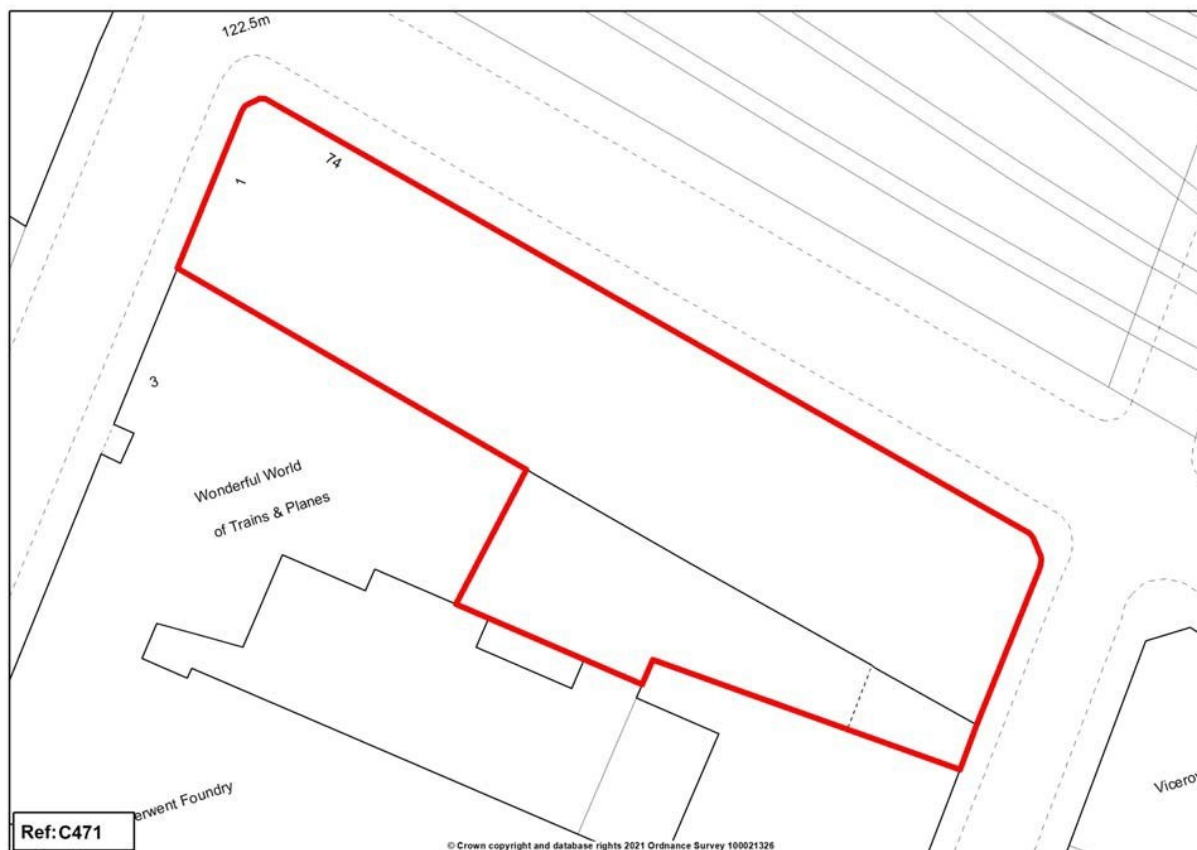 122.5m
74
1
3
Wonderful World
of Trains & Planes
erwent Foundry
Vicero
Ref:C471
© Crown copyright and database rights 2021 Ordnance Survey 100021326